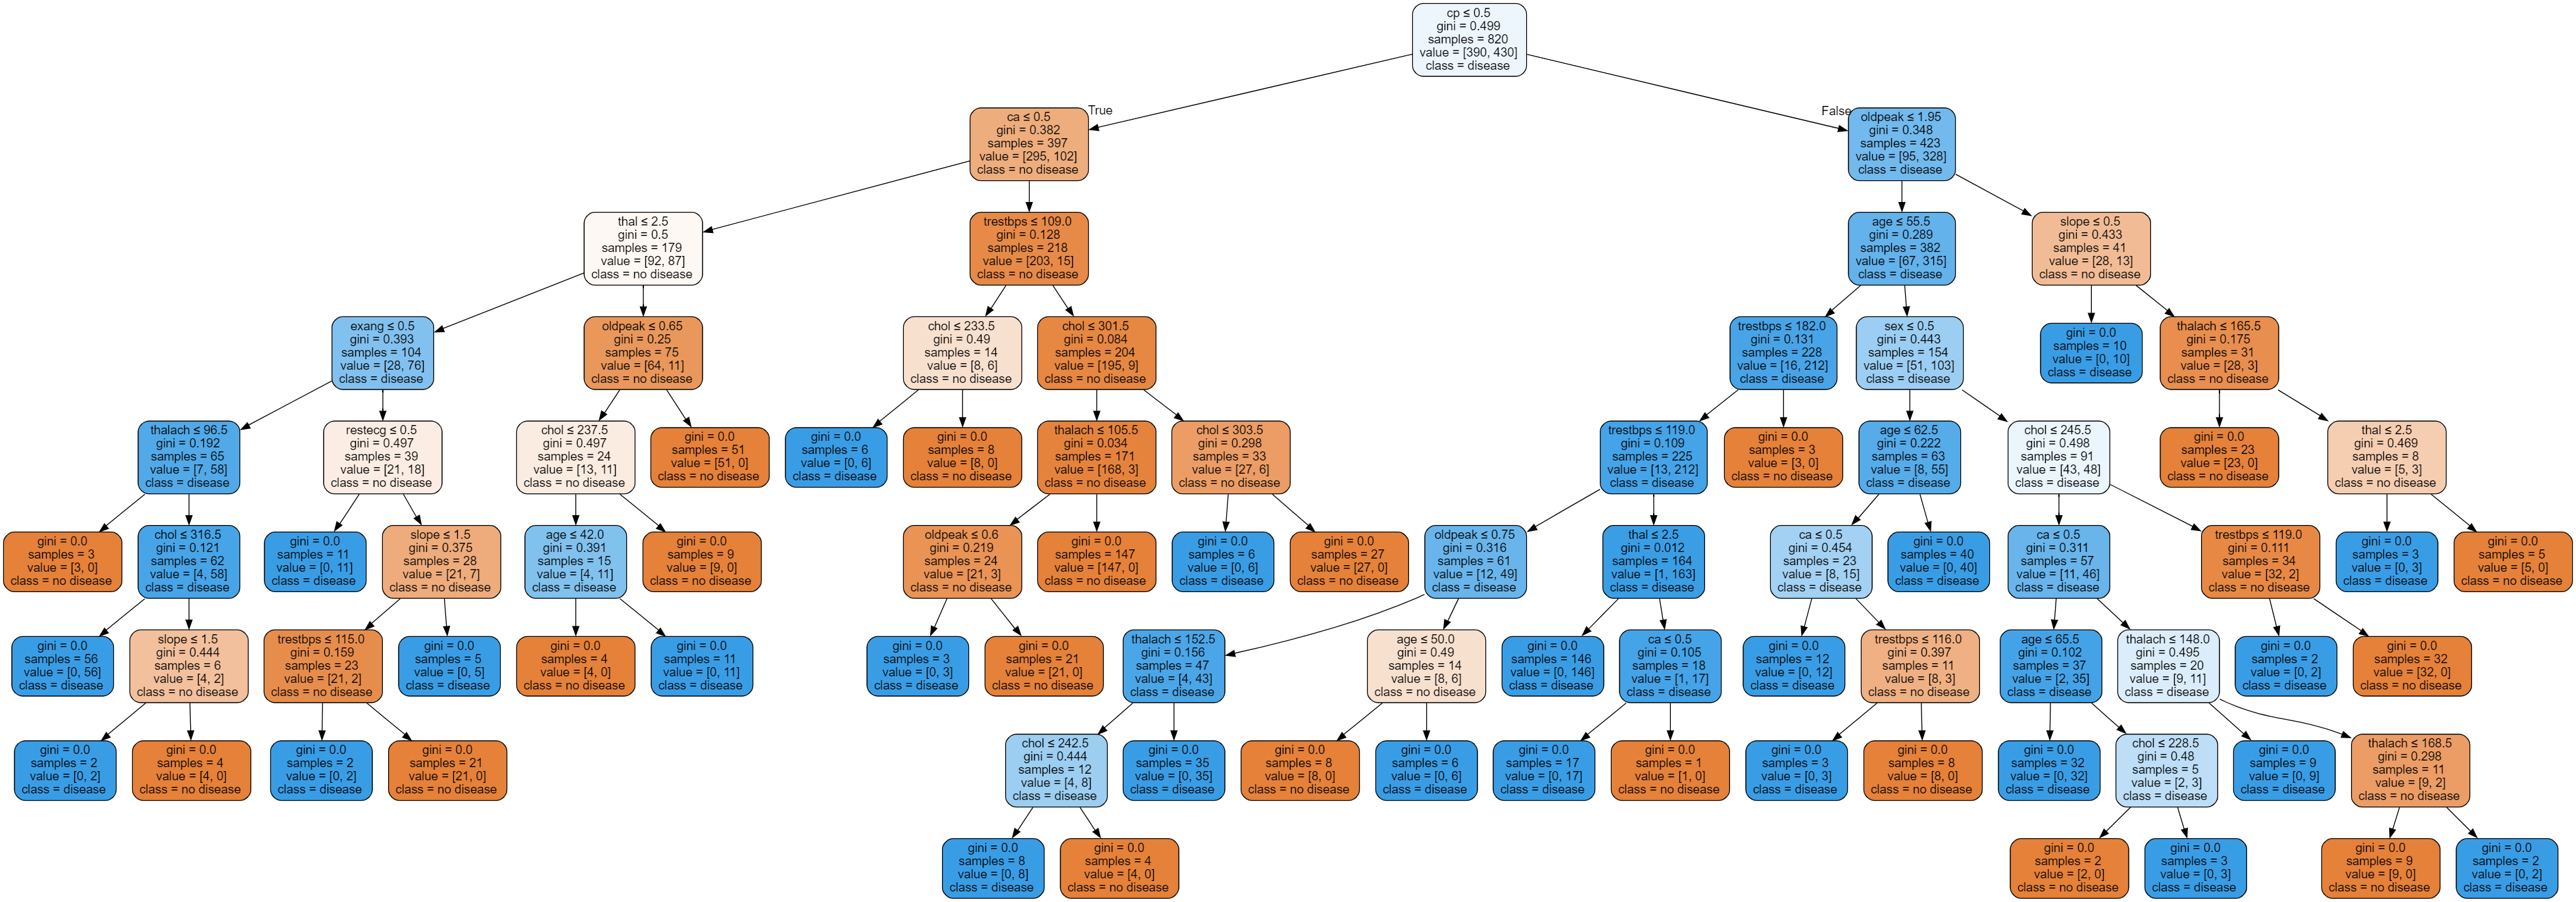 cp ≤ 0.5
gini = 0.499
samples = 820
value = [390, 430]
class = disease
True
False
ca ≤ 0.5
gini = 0.382
samples = 397
value = [295, 102]
class = no disease
oldpeak ≤ 1.95
gini = 0.348
samples = 423
value = [95, 328]
class = disease
thal ≤ 2.5
gini = 0.5
samples = 179
value = [92, 87]
class = no disease
trestbps ≤ 109.0
gini = 0.128
samples = 218
value = [203, 15]
class = no disease
age ≤ 55.5
gini = 0.289
samples = 382
value = [67, 315]
class = disease
slope ≤ 0.5
gini = 0.433
samples = 41
value = [28, 13]
class = no disease
exang ≤ 0.5
gini = 0.393
samples = 104
value = [28, 76]
class = disease
oldpeak ≤ 0.65
gini = 0.25
samples = 75
value = [64, 11]
class = no disease
chol ≤ 233.5
gini = 0.49
samples = 14
value = [8, 6]
class = no disease
chol ≤ 301.5
gini = 0.084
samples = 204
value = [195, 9]
class = no disease
trestbps ≤ 182.0
gini = 0.131
samples = 228
value = [16, 212]
class = disease
sex ≤ 0.5
gini = 0.443
samples = 154
value = [51, 103]
class = disease
gini = 0.0
samples = 10
value = [0, 10]
class = disease
thalach ≤ 165.5
gini = 0.175
samples = 31
value = [28, 3]
class = no disease
thalach ≤ 96.5
gini = 0.192
samples = 65
value = [7, 58]
class = disease
restecg ≤ 0.5
gini = 0.497
samples = 39
value = [21, 18]
class = no disease
chol ≤ 237.5
gini = 0.497
samples = 24
value = [13, 11]
class = no disease
gini = 0.0
samples = 51
value = [51, 0]
class = no disease
gini = 0.0
samples = 6
value = [0, 6]
class = disease
gini = 0.0
samples = 8
value = [8, 0]
class = no disease
thalach ≤ 105.5
gini = 0.034
samples = 171
value = [168, 3]
class = no disease
chol ≤ 303.5
gini = 0.298
samples = 33
value = [27, 6]
class = no disease
trestbps ≤ 119.0
gini = 0.109
samples = 225
value = [13, 212]
class = disease
gini = 0.0
samples = 3
value = [3, 0]
class = no disease
age ≤ 62.5
gini = 0.222
samples = 63
value = [8, 55]
class = disease
chol ≤ 245.5
gini = 0.498
samples = 91
value = [43, 48]
class = disease
gini = 0.0
samples = 23
value = [23, 0]
class = no disease
thal ≤ 2.5
gini = 0.469
samples = 8
value = [5, 3]
class = no disease
gini = 0.0
samples = 3
value = [3, 0]
class = no disease
chol ≤ 316.5
gini = 0.121
samples = 62
value = [4, 58]
class = disease
gini = 0.0
samples = 11
value = [0, 11]
class = disease
slope ≤ 1.5
gini = 0.375
samples = 28
value = [21, 7]
class = no disease
age ≤ 42.0
gini = 0.391
samples = 15
value = [4, 11]
class = disease
gini = 0.0
samples = 9
value = [9, 0]
class = no disease
oldpeak ≤ 0.6
gini = 0.219
samples = 24
value = [21, 3]
class = no disease
gini = 0.0
samples = 147
value = [147, 0]
class = no disease
gini = 0.0
samples = 6
value = [0, 6]
class = disease
gini = 0.0
samples = 27
value = [27, 0]
class = no disease
oldpeak ≤ 0.75
gini = 0.316
samples = 61
value = [12, 49]
class = disease
thal ≤ 2.5
gini = 0.012
samples = 164
value = [1, 163]
class = disease
ca ≤ 0.5
gini = 0.454
samples = 23
value = [8, 15]
class = disease
gini = 0.0
samples = 40
value = [0, 40]
class = disease
ca ≤ 0.5
gini = 0.311
samples = 57
value = [11, 46]
class = disease
trestbps ≤ 119.0
gini = 0.111
samples = 34
value = [32, 2]
class = no disease
gini = 0.0
samples = 3
value = [0, 3]
class = disease
gini = 0.0
samples = 5
value = [5, 0]
class = no disease
gini = 0.0
samples = 56
value = [0, 56]
class = disease
slope ≤ 1.5
gini = 0.444
samples = 6
value = [4, 2]
class = no disease
trestbps ≤ 115.0
gini = 0.159
samples = 23
value = [21, 2]
class = no disease
gini = 0.0
samples = 5
value = [0, 5]
class = disease
gini = 0.0
samples = 4
value = [4, 0]
class = no disease
gini = 0.0
samples = 11
value = [0, 11]
class = disease
gini = 0.0
samples = 3
value = [0, 3]
class = disease
gini = 0.0
samples = 21
value = [21, 0]
class = no disease
thalach ≤ 152.5
gini = 0.156
samples = 47
value = [4, 43]
class = disease
age ≤ 50.0
gini = 0.49
samples = 14
value = [8, 6]
class = no disease
gini = 0.0
samples = 146
value = [0, 146]
class = disease
ca ≤ 0.5
gini = 0.105
samples = 18
value = [1, 17]
class = disease
gini = 0.0
samples = 12
value = [0, 12]
class = disease
trestbps ≤ 116.0
gini = 0.397
samples = 11
value = [8, 3]
class = no disease
age ≤ 65.5
gini = 0.102
samples = 37
value = [2, 35]
class = disease
thalach ≤ 148.0
gini = 0.495
samples = 20
value = [9, 11]
class = disease
gini = 0.0
samples = 2
value = [0, 2]
class = disease
gini = 0.0
samples = 32
value = [32, 0]
class = no disease
gini = 0.0
samples = 2
value = [0, 2]
class = disease
gini = 0.0
samples = 4
value = [4, 0]
class = no disease
gini = 0.0
samples = 2
value = [0, 2]
class = disease
gini = 0.0
samples = 21
value = [21, 0]
class = no disease
chol ≤ 242.5
gini = 0.444
samples = 12
value = [4, 8]
class = disease
gini = 0.0
samples = 35
value = [0, 35]
class = disease
gini = 0.0
samples = 8
value = [8, 0]
class = no disease
gini = 0.0
samples = 6
value = [0, 6]
class = disease
gini = 0.0
samples = 17
value = [0, 17]
class = disease
gini = 0.0
samples = 1
value = [1, 0]
class = no disease
gini = 0.0
samples = 3
value = [0, 3]
class = disease
gini = 0.0
samples = 8
value = [8, 0]
class = no disease
gini = 0.0
samples = 32
value = [0, 32]
class = disease
chol ≤ 228.5
gini = 0.48
samples = 5
value = [2, 3]
class = disease
gini = 0.0
samples = 9
value = [0, 9]
class = disease
thalach ≤ 168.5
gini = 0.298
samples = 11
value = [9, 2]
class = no disease
gini = 0.0
samples = 8
value = [0, 8]
class = disease
gini = 0.0
samples = 4
value = [4, 0]
class = no disease
gini = 0.0
samples = 2
value = [2, 0]
class = no disease
gini = 0.0
samples = 3
value = [0, 3]
class = disease
gini = 0.0
samples = 9
value = [9, 0]
class = no disease
gini = 0.0
samples = 2
value = [0, 2]
class = disease